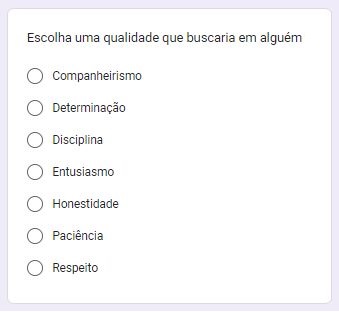 Escolha uma qualidade que buscaria em alguém
Companheirismo
Determinação
Disciplina
Entusiasmo
Honestidade
Paciência
Respeito